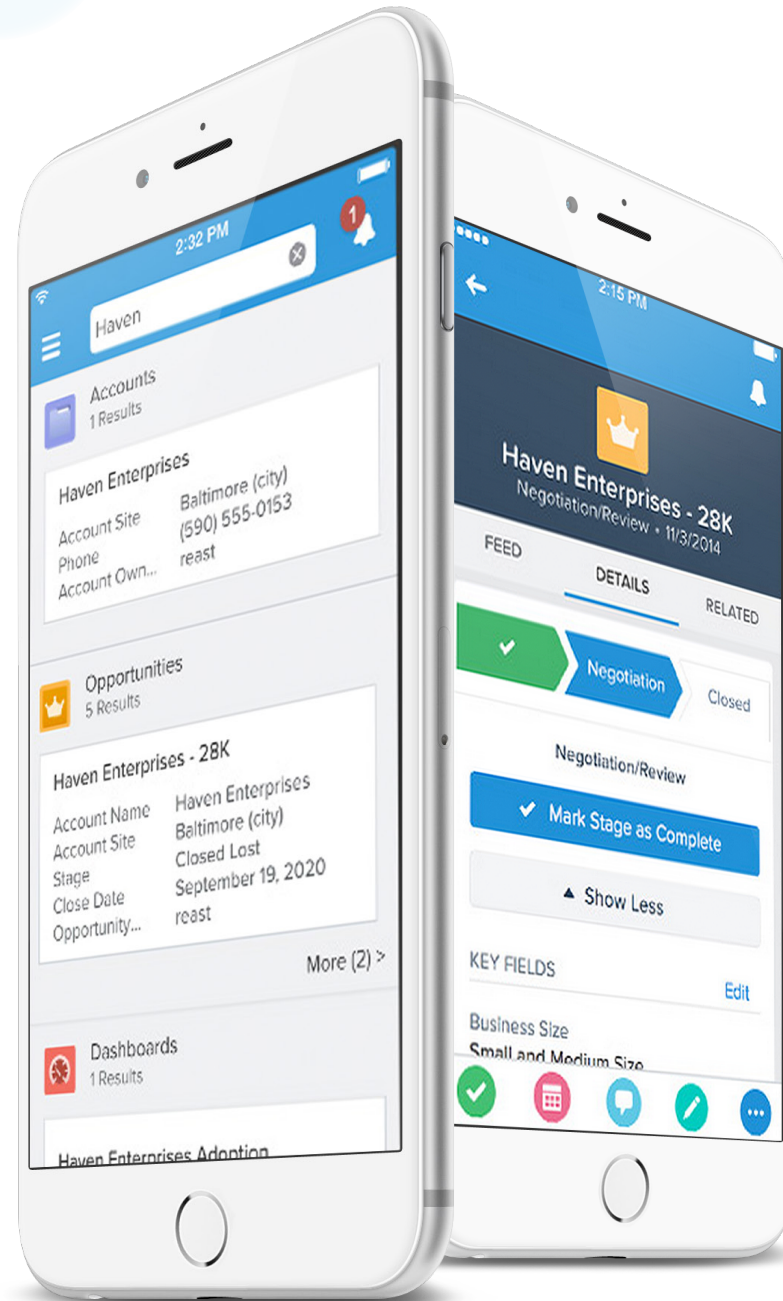 2:32 PM
1
Haven
Accounts
1 Results
Haven Enterprises
Account Site Baltimore (city)
Phone (590) 555-0153
Account Own... reast
Opportunities
5 Results
Haven Enterprises - 28K
Account Name Haven Enterprises
Account Site Baltimore (city)
Stage Closed Lost
Close Date September 19, 2020
Opportunity... reast
More (2) >
Dashboards
1 Results
Haven Enterprises Adoption
2:15 PM
Haven Enterprises - 28K
Negotiation/Review • 11/3/2014
FEED DETAILS RELATED
Negotiation Closed
Negotiation/Review
Mark Stage as Complete
Show Less
KEY FIELDS Edit
Business Size
Small and Medium Size